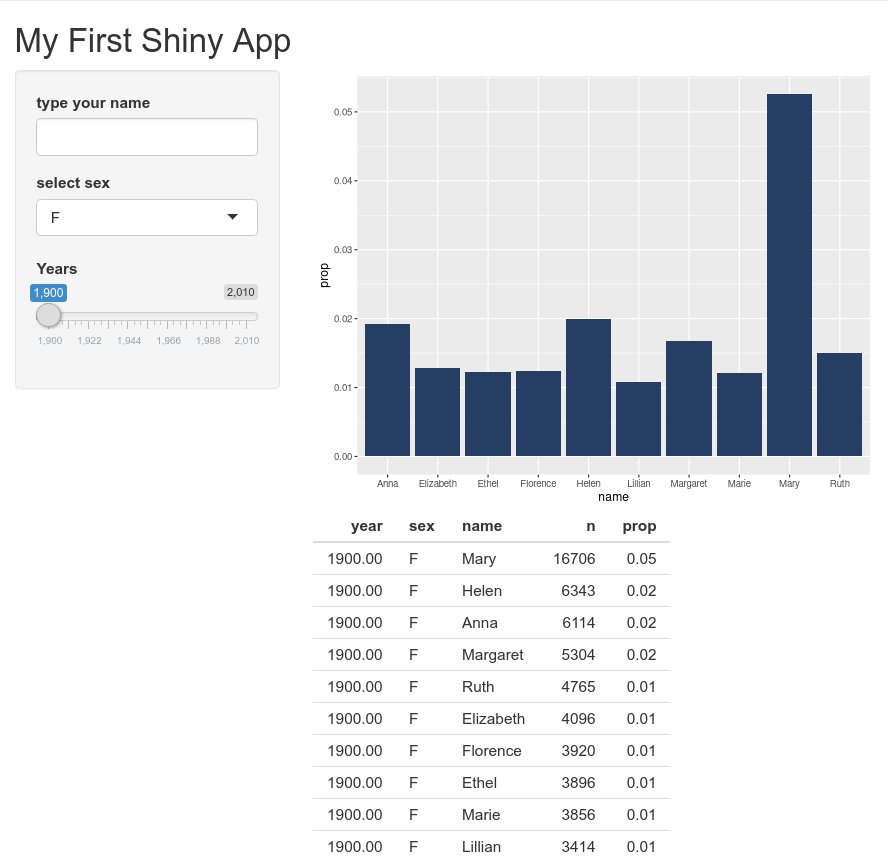 My First Shiny App
type your name
select sex
F
Years
1,900 2,010
1,900 1,922 1,944 1,966 1,988 2,010
prop
0.05
0.04
0.03
0.02
0.01
0.00
Anna Elizabeth Ethel Florence Helen Lillian Margaret Marie Mary Ruth
name
year sex name n prop
1900.00 F Mary 16706 0.05
1900.00 F Helen 6343 0.02
1900.00 F Anna 6114 0.02
1900.00 F Margaret 5304 0.02
1900.00 F Ruth 4765 0.01
1900.00 F Elizabeth 4096 0.01
1900.00 F Florence 3920 0.01
1900.00 F Ethel 3896 0.01
1900.00 F Marie 3856 0.01
1900.00 F Lillian 3414 0.01